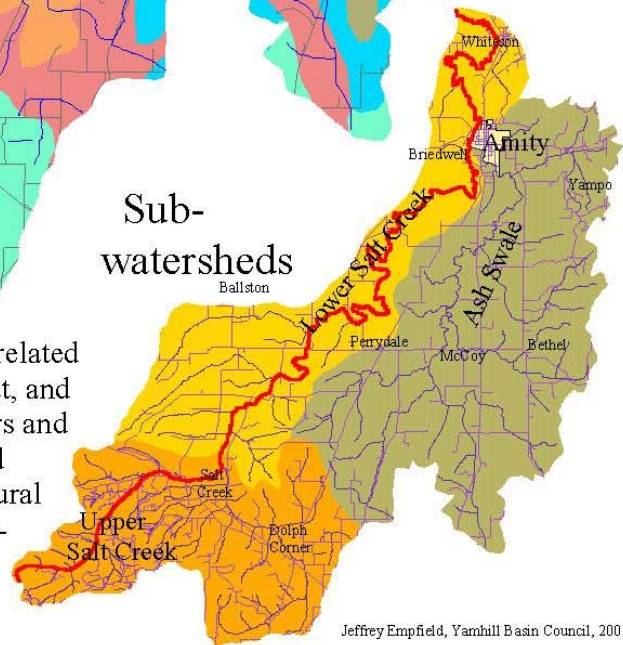 Whiteson
Amity
Briedwell
Yampo
Sub-
watersheds
Lower Salt Creek
Ash Swale
Ballston
Perrydale
McCoy
Bethel
related
t, and
rs and
d
ural
-
Salt
Creek
Upper
Salt Creek
Dolph
Corner
Jeffrey Empfield, Yamhill Basin Council, 200